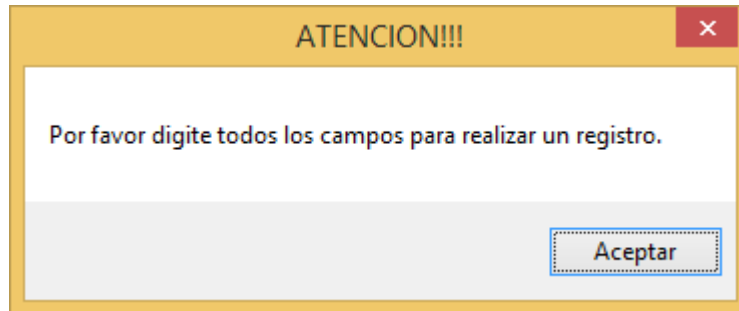 ATENCION!!!
Por favor digite todos los campos para realizar un registro.
Aceptar